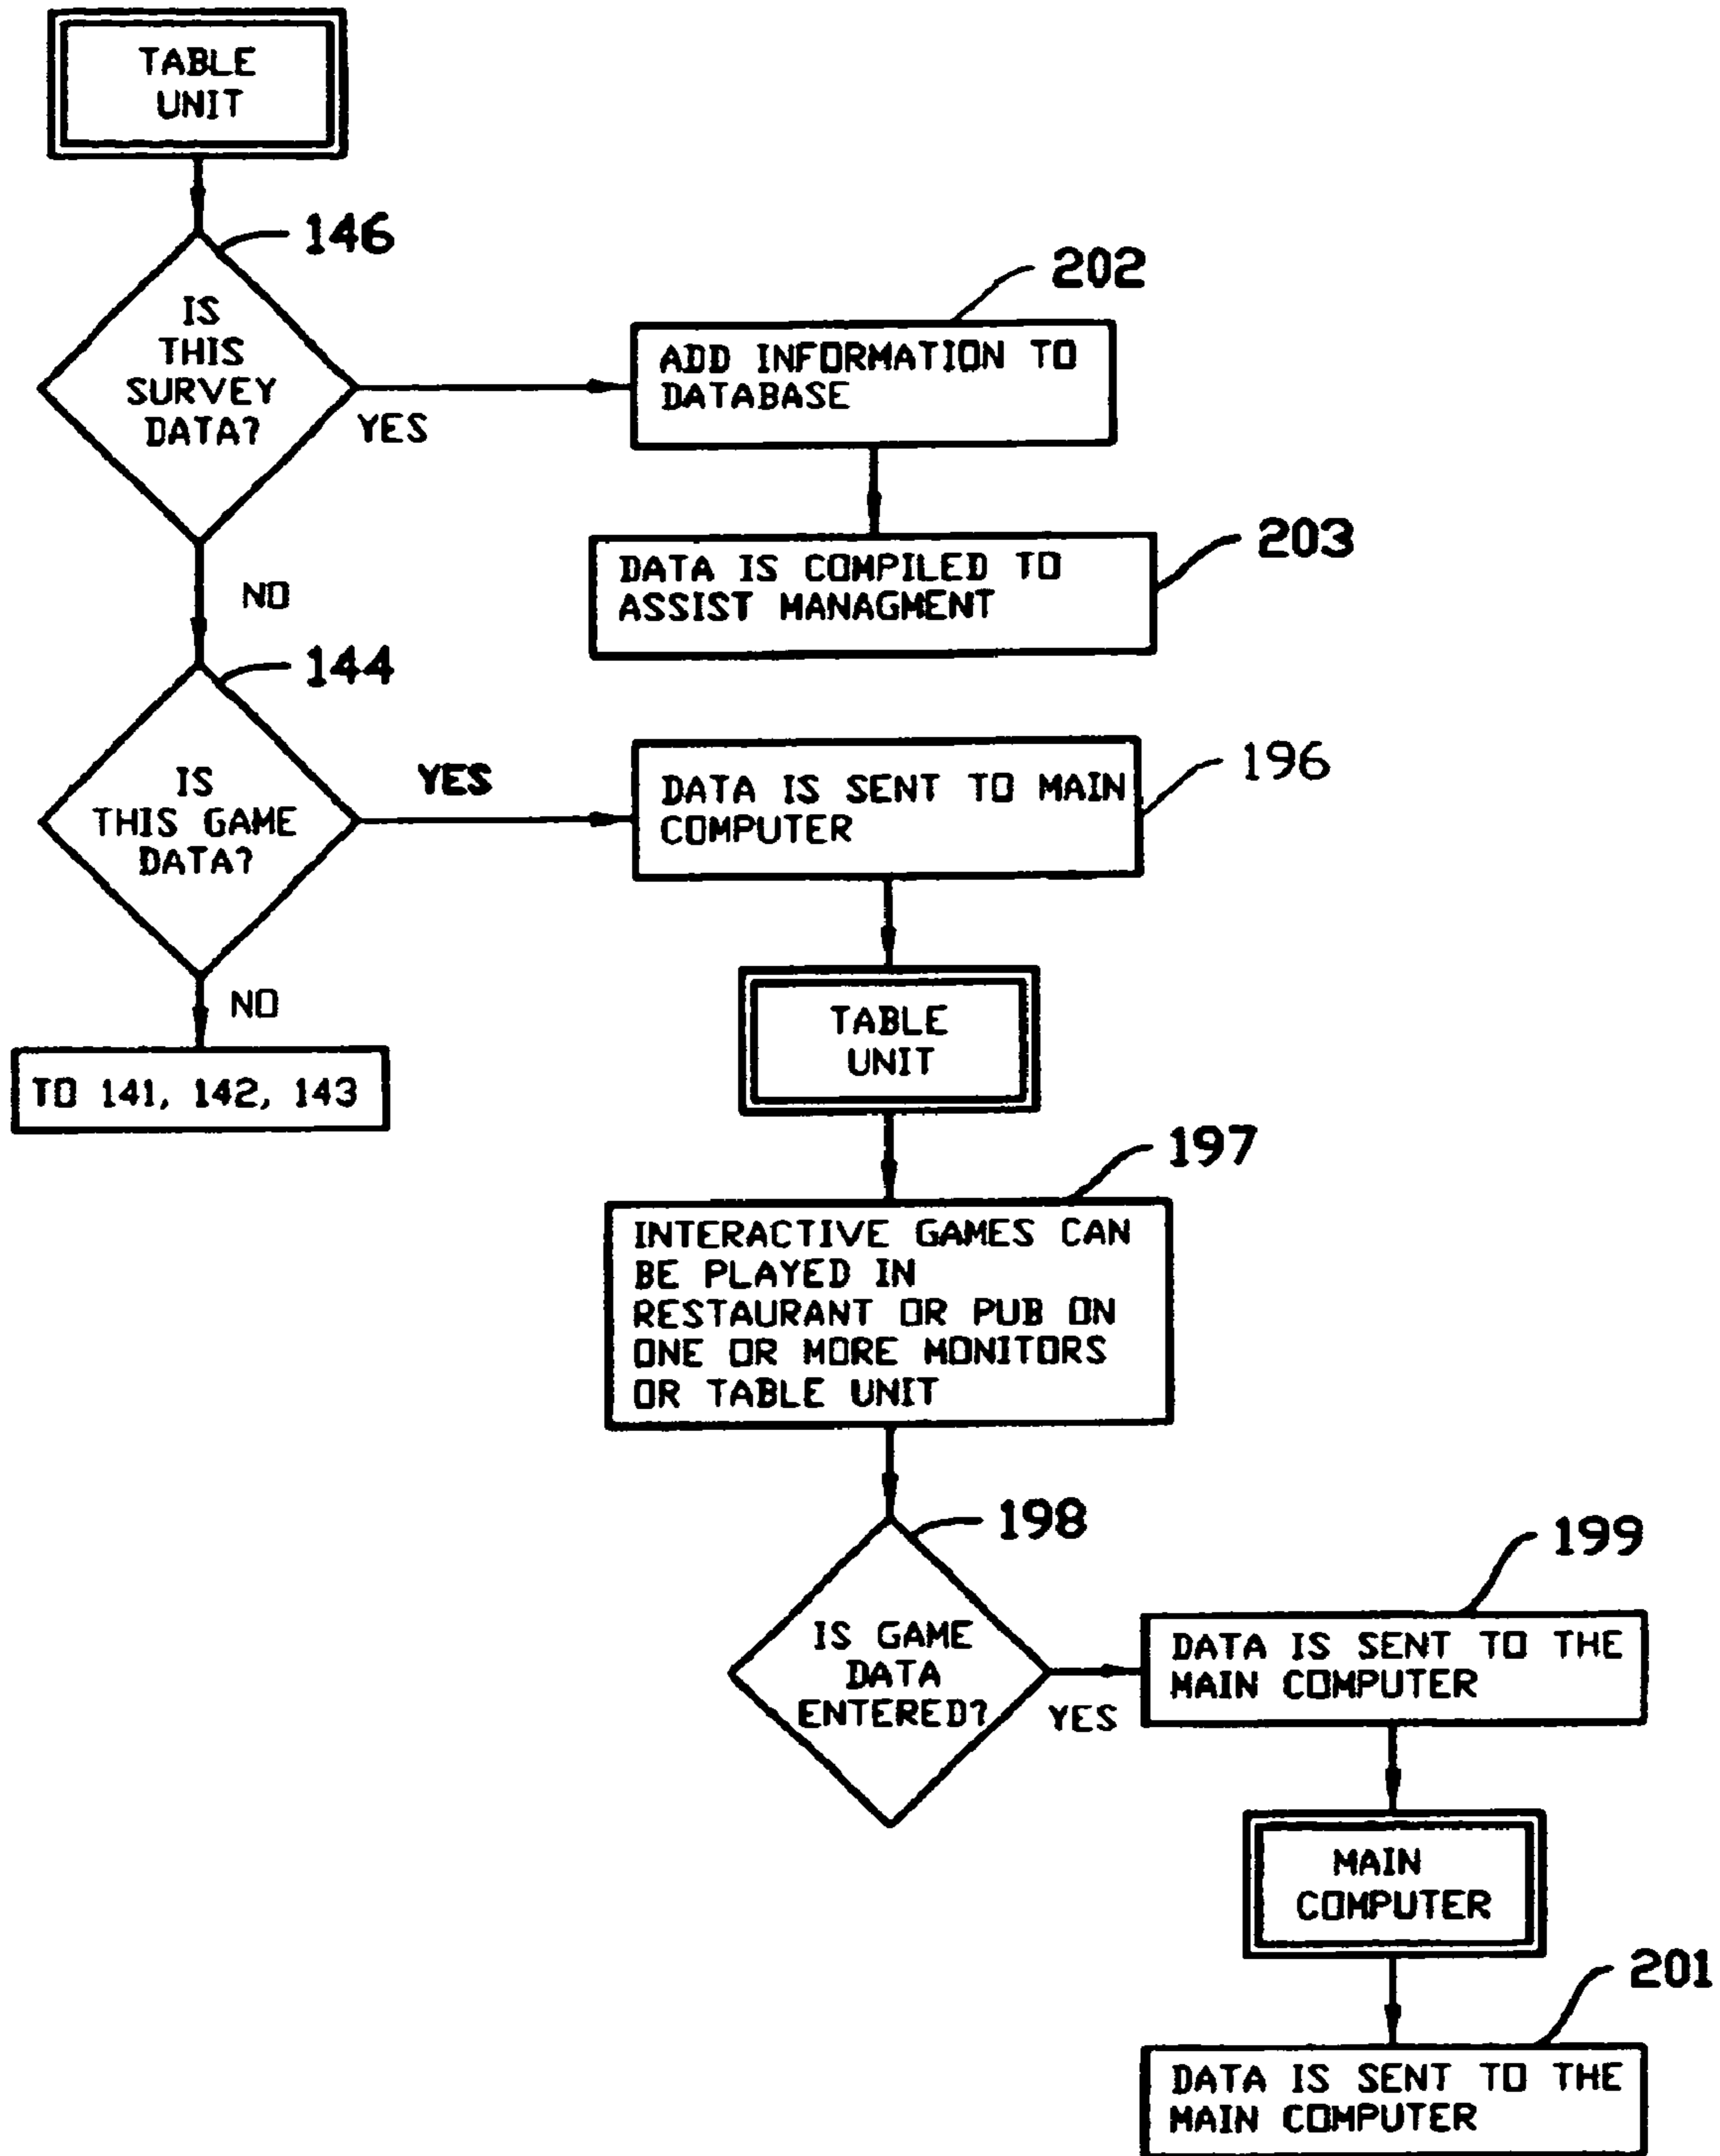 TABLE
UNIT
146
IS
THIS
SURVEY
DATA?
YES
202
ADD INFORMATION TO
DATABASE
203
DATA IS COMPILED TO
ASSIST MANAGMENT
NO
144
IS
THIS GAME
DATA?
YES
196
DATA IS SENT TO MAIN
COMPUTER
NO
TO 141, 142, 143
TABLE
UNIT
197
INTERACTIVE GAMES CAN
BE PLAYED IN
RESTAURANT OR PUB ON
ONE OR MORE MONITORS
OR TABLE UNIT
198
IS GAME
DATA
ENTERED?
YES
199
DATA IS SENT TO THE
MAIN COMPUTER
MAIN
COMPUTER
201
DATA IS SENT TO THE
MAIN COMPUTER